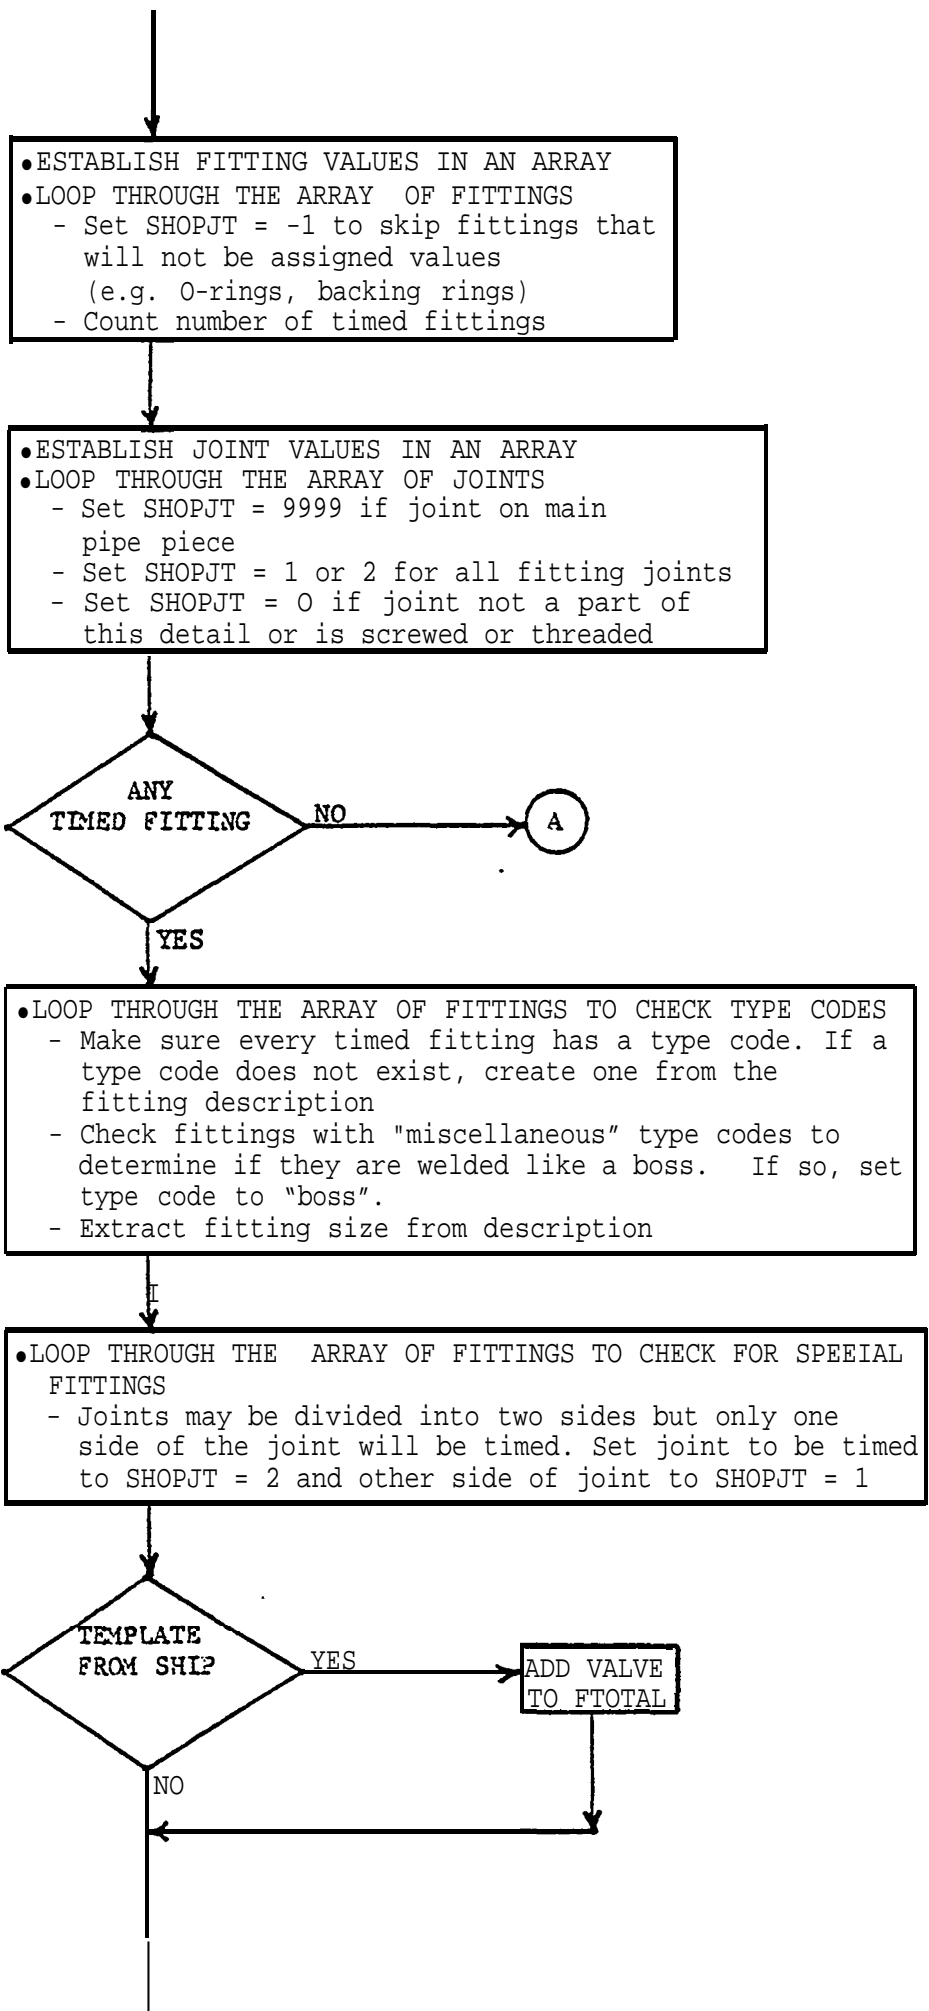 •ESTABLISH FITTING VALUES IN AN ARRAY
•LOOP THROUGH THE ARRAY OF FITTINGS
- Set SHOPJT = -1 to skip fittings that
will not be assigned values
(e.g. O-rings, backing rings)
- Count number of timed fittings
•ESTABLISH JOINT VALUES IN AN ARRAY
•LOOP THROUGH THE ARRAY OF JOINTS
- Set SHOPJT = 9999 if joint on main
pipe piece
- Set SHOPJT = 1 or 2 for all fitting joints
- Set SHOPJT = O if joint not a part of
this detail or is screwed or threaded
ANY
TIMED FITTING
NO
A
YES
•LOOP THROUGH THE ARRAY OF FITTINGS TO CHECK TYPE CODES
- Make sure every timed fitting has a type code. If a
type code does not exist, create one from the
fitting description
- Check fittings with "miscellaneous" type codes to
determine if they are welded like a boss. If so, set
type code to "boss".
- Extract fitting size from description
I
•LOOP THROUGH THE ARRAY OF FITTINGS TO CHECK FOR SPEEIAL
FITTINGS
- Joints may be divided into two sides but only one
side of the joint will be timed. Set joint to be timed
to SHOPJT = 2 and other side of joint to SHOPJT = 1
TEMPLATE
FROM SHIP
YES
ADD VALVE
TO FTOTAL
NO